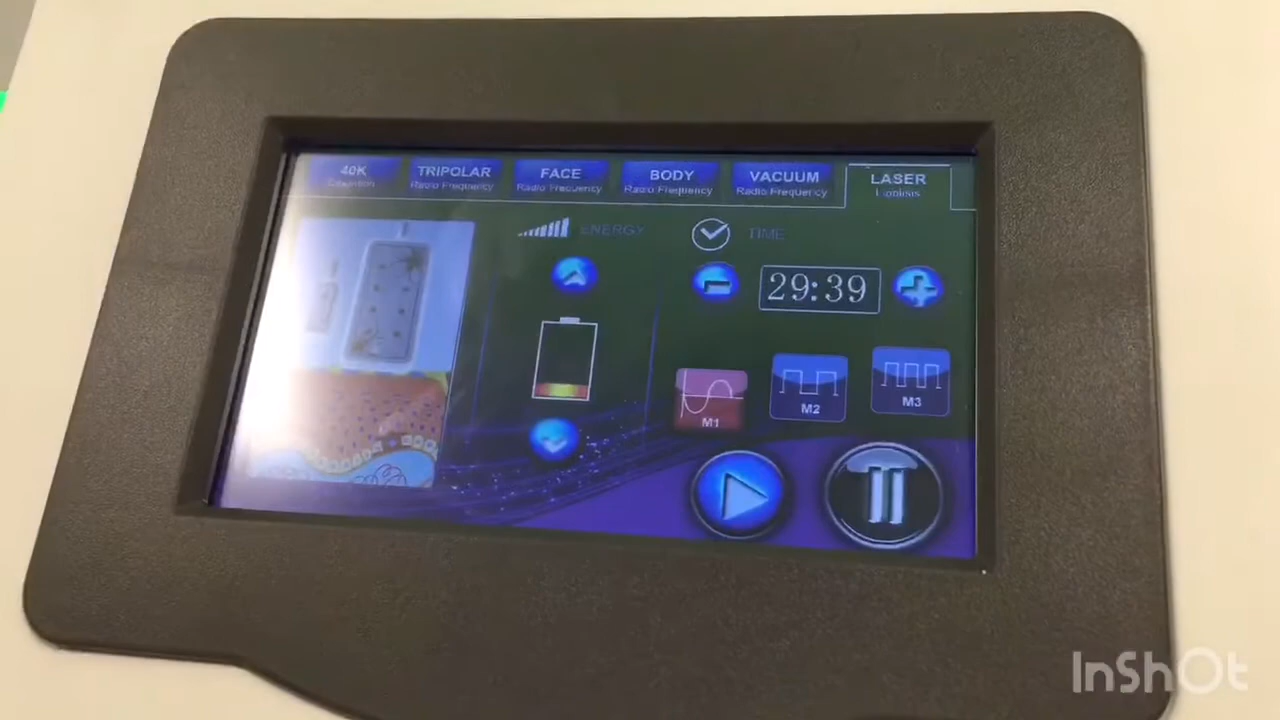 40K
TRIPOLAR
Radio Frequency
FACE
Radio Frequency
BODY
Radio Frequency
VACUUM
Radio Frequency
LASER
ENERGY
TIME
29:39
M1
M2
M3
InShOt